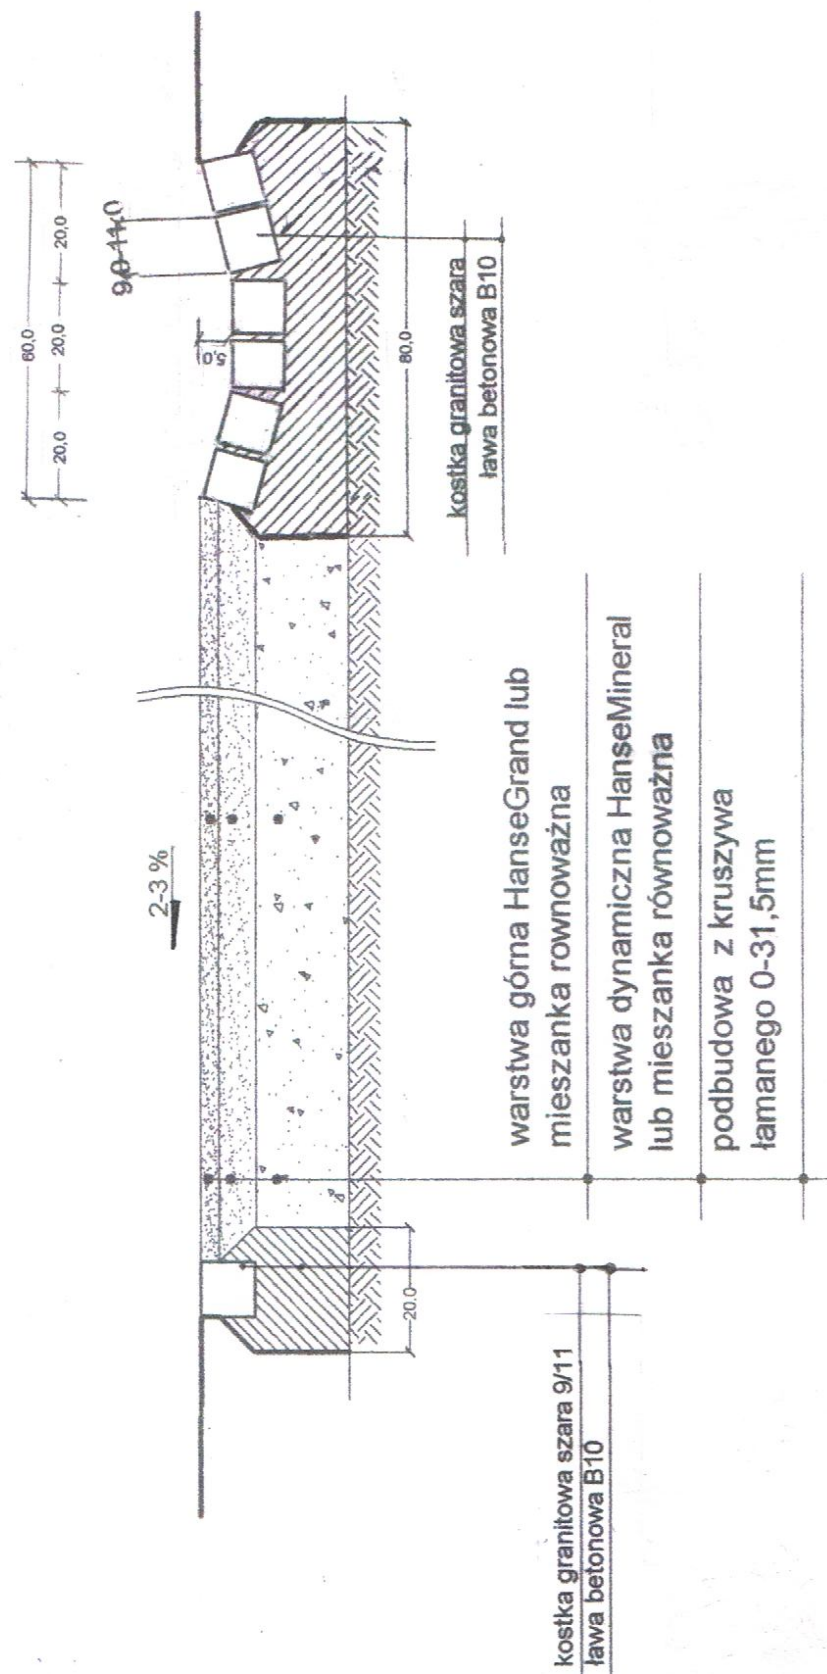 60,0
20,0
20,0
20,0
9,0-11,0
5,0
2-3 %
80,0
20.0
kostka granitowa szara
ława betonowa B10
warstwa górna HanseGrand lub
mieszanka rownoważna
warstwa dynamiczna HanseMineral
lub mieszanka równoważna
podbudowa z kruszywa
łamanego 0-31,5mm
kostka granitowa szara 9/11
ława betonowa B10